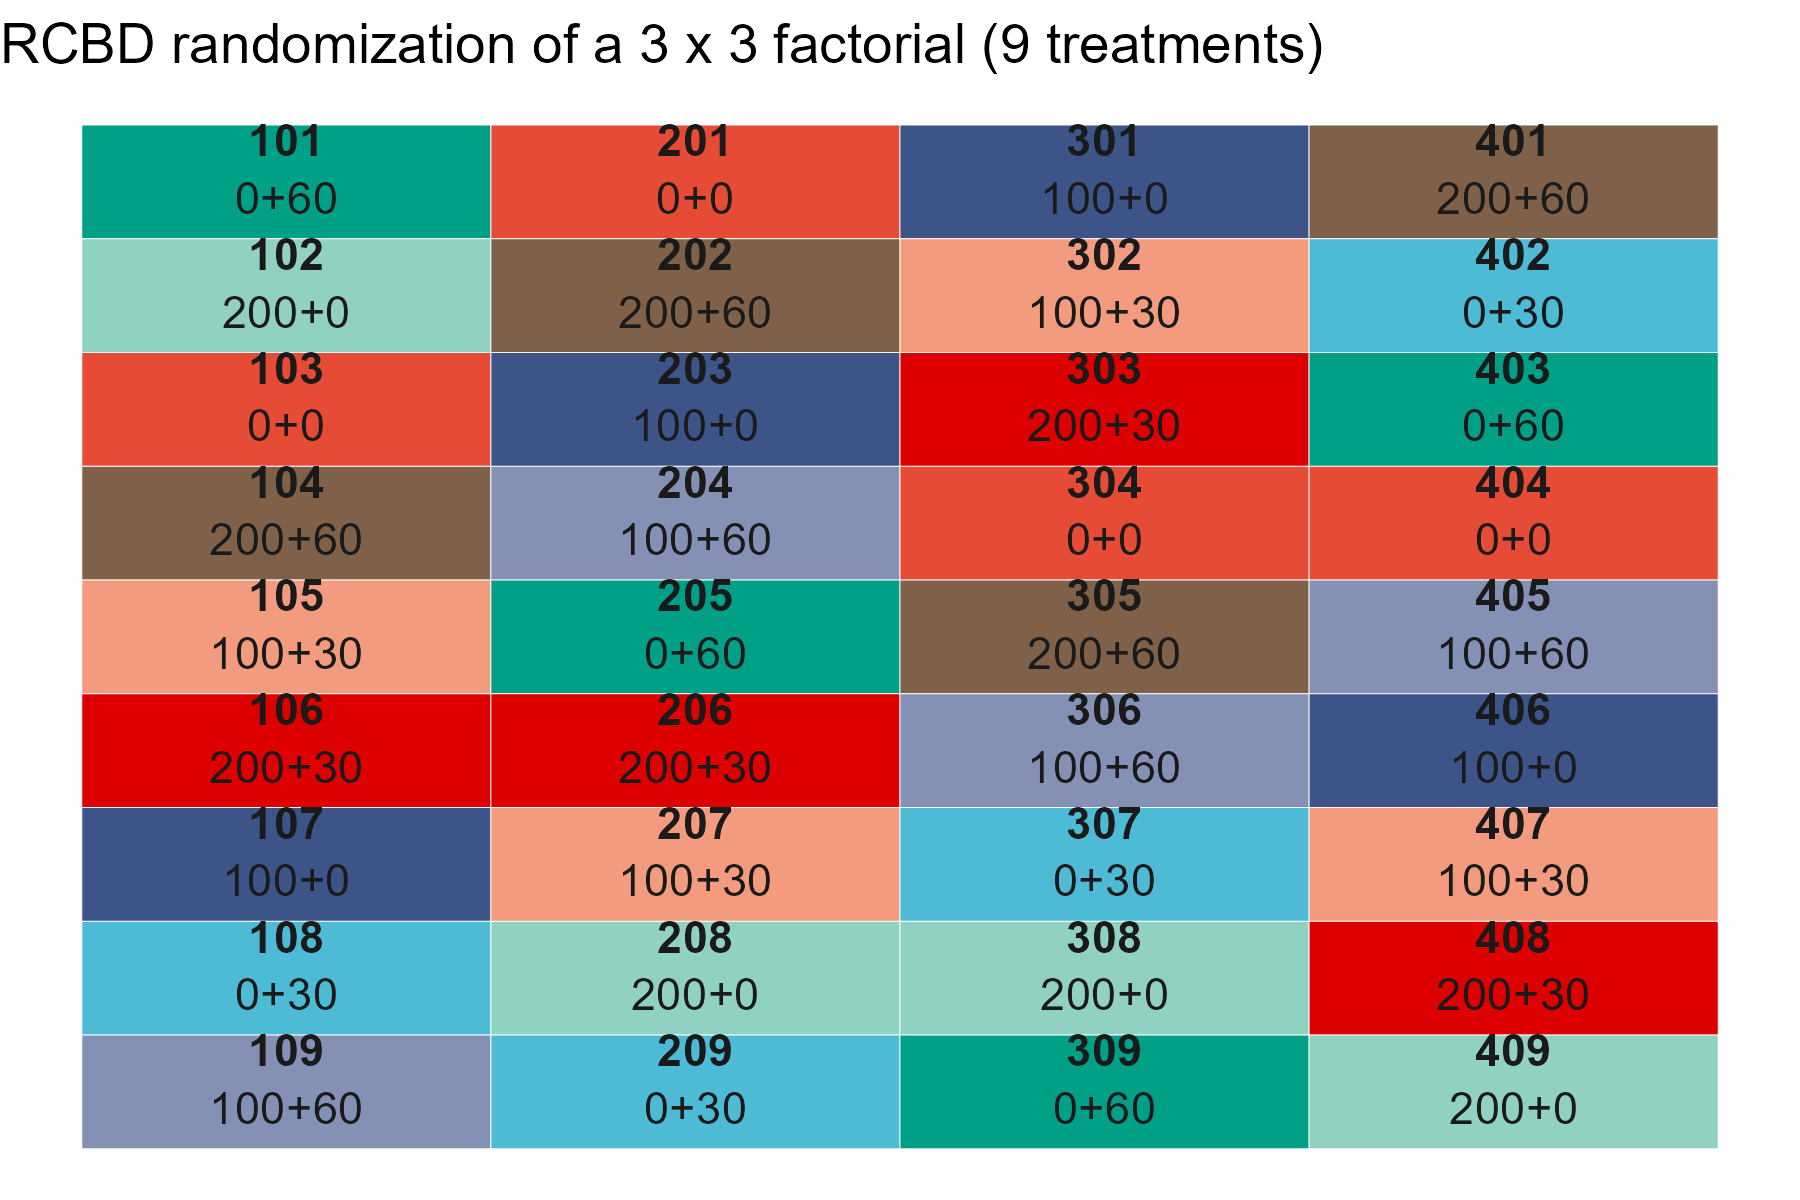 RCBD randomization of a 3 x 3 factorial (9 treatments)
101 201 301 401
0+60 0+0 100+0 200+60
102 202 302 402
200+0 200+60 100+30 0+30
103 203 303 403
0+0 100+0 200+30 0+60
104 204 304 404
200+60 100+60 0+0 0+0
105 205 305 405
100+30 0+60 200+60 100+60
106 206 306 406
200+30 200+30 100+60 100+0
107 207 307 407
100+0 100+30 0+30 100+30
108 208 308 408
0+30 200+0 200+0 200+30
109 209 309 409
100+60 0+30 0+60 200+0